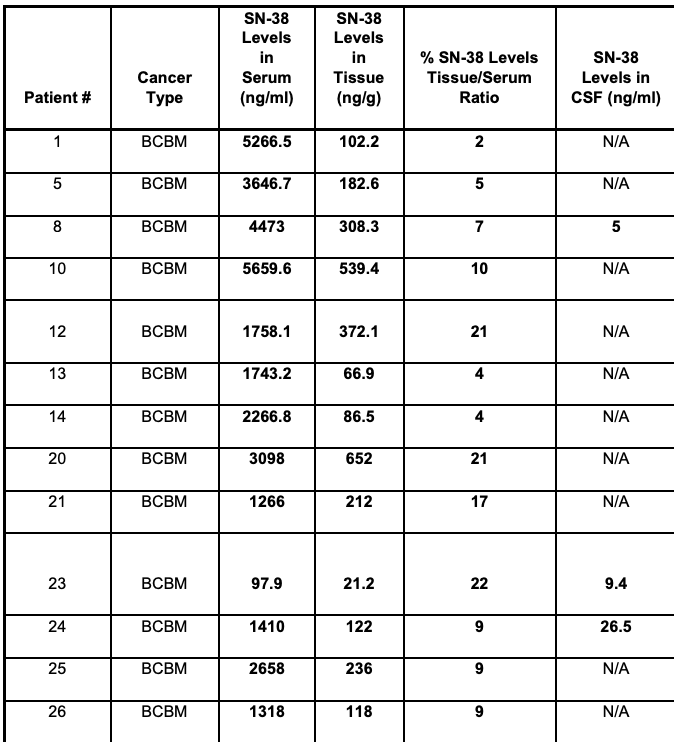 Patient #
Cancer
Type
SN-38
Levels
in
Serum
(ng/ml)
SN-38
Levels
in
Tissue
(ng/g)
% SN-38 Levels
Tissue/Serum
Ratio
SN-38
Levels in
CSF (ng/ml)
1 BCBM 5266.5 102.2 2 N/A
5 BCBM 3646.7 182.6 5 N/A
8 BCBM 4473 308.3 7 5
10 BCBM 5659.6 539.4 10 N/A
12 BCBM 1758.1 372.1 21 N/A
13 BCBM 1743.2 66.9 4 N/A
14 BCBM 2266.8 86.5 4 N/A
20 BCBM 3098 652 21 N/A
21 BCBM 1266 212 17 N/A
23 BCBM 97.9 21.2 22 9.4
24 BCBM 1410 122 9 26.5
25 BCBM 2658 236 9 N/A
26 BCBM 1318 118 9 N/A